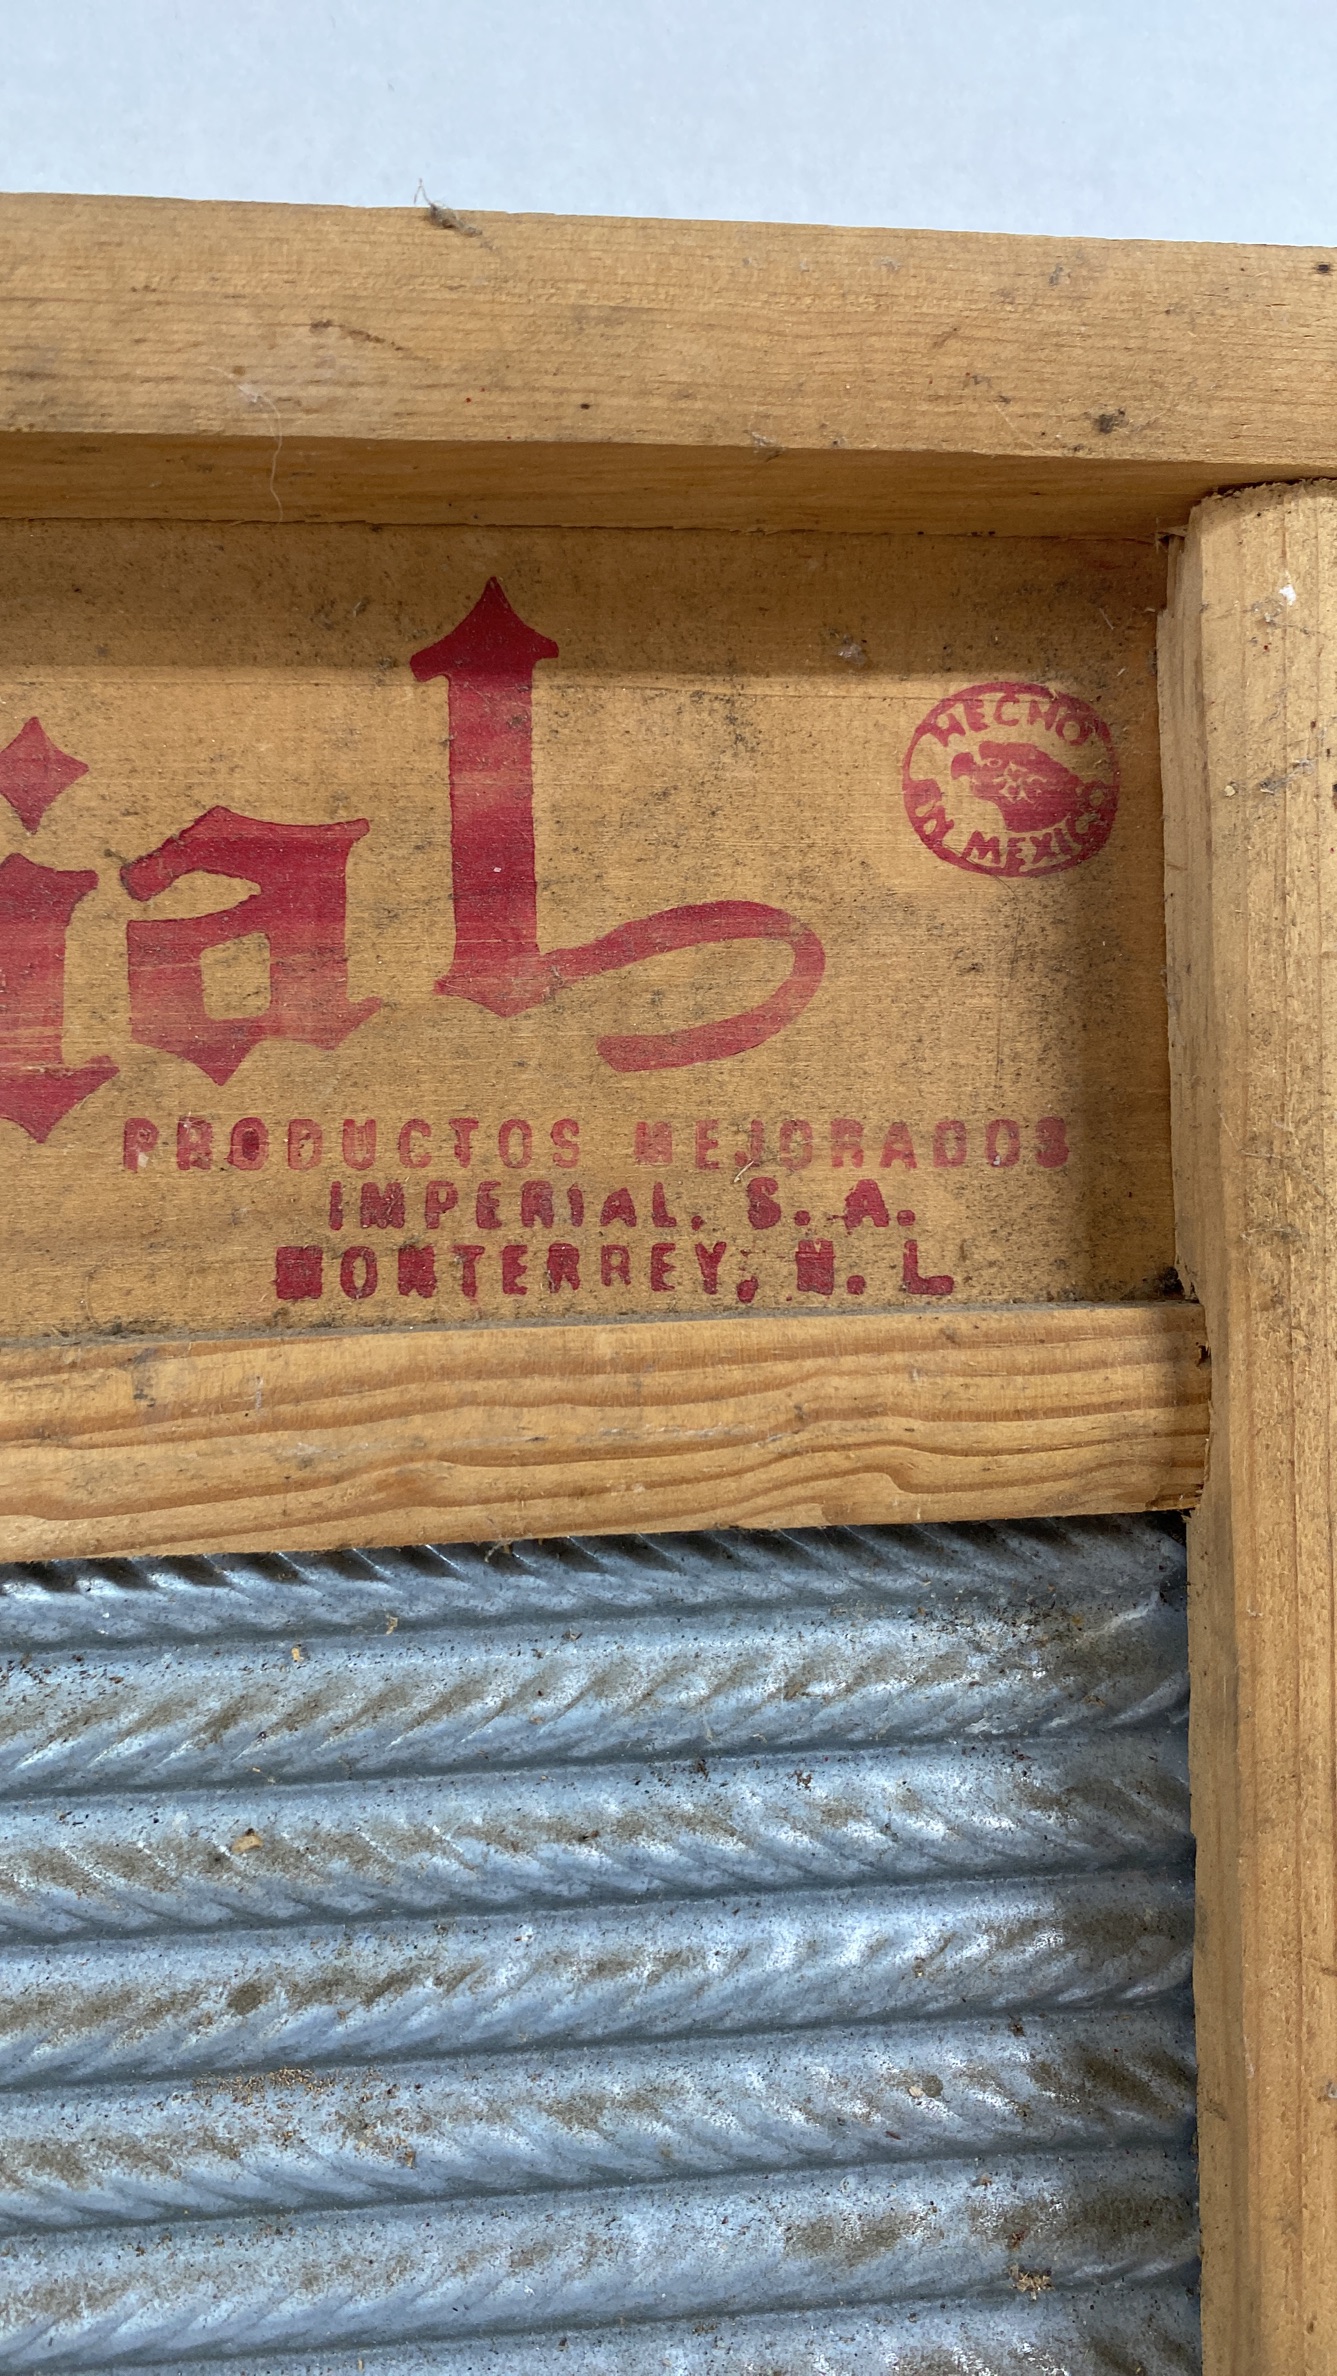 ial
HECHO
EN MEXICO
PRODUCTOS MEJORADOS
IMPERIAL, S. A.
MONTERREY, N. L